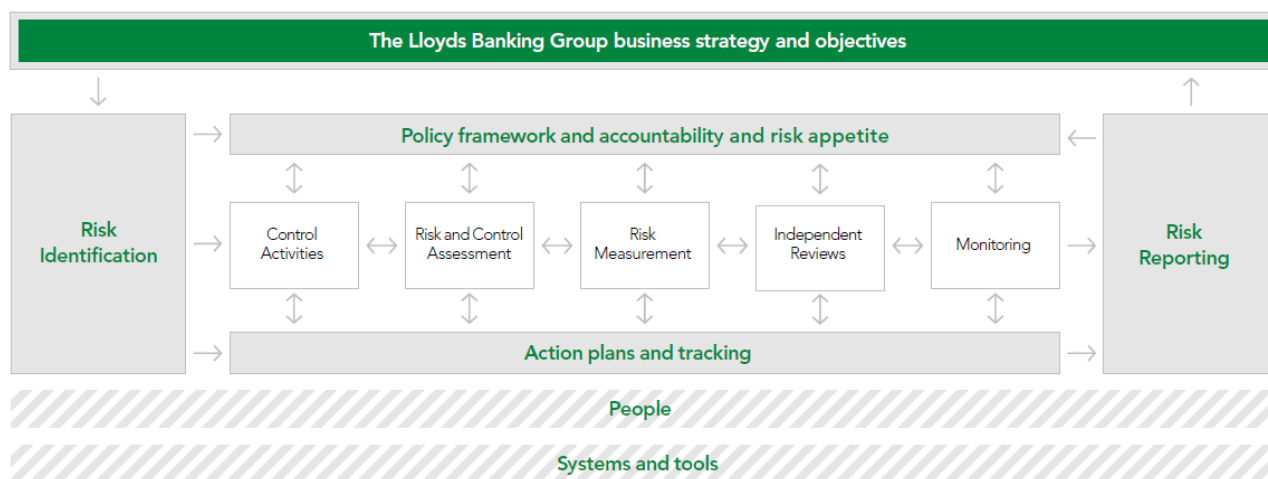 The Lloyds Banking Group business strategy and objectives
Policy framework and accountability and risk appetite
Risk
Identification
Control
Activities
Risk and Control
Assessment
Risk
Measurement
Independent
Reviews
Monitoring
Risk
Reporting
Action plans and tracking
People
Systems and tools